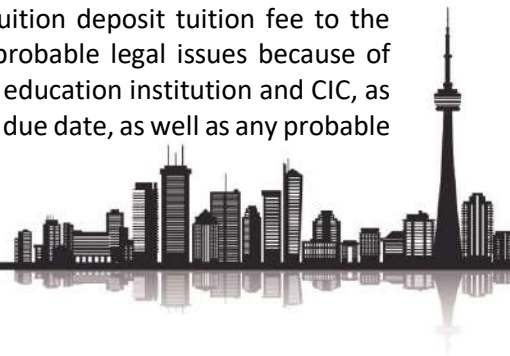 uition deposit tuition fee to the
probable legal issues because of
education institution and CIC, as
due date, as well as any probable